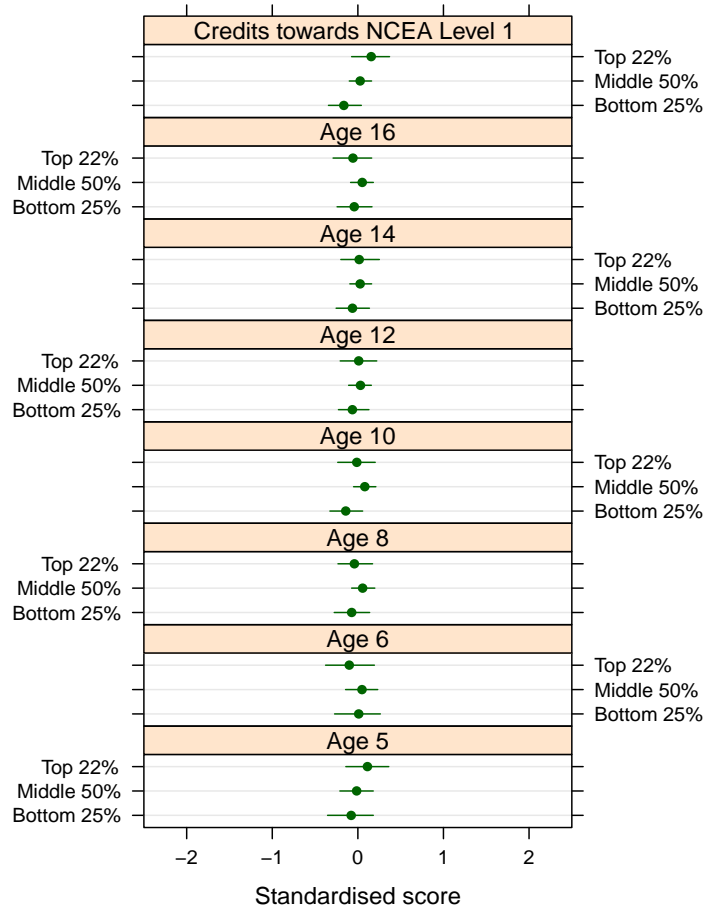 Credits towards NCEA Level 1
Top 22%
Middle 50%
Bottom 25%
Age 16
Top 22%
Middle 50%
Bottom 25%
Age 14
Top 22%
Middle 50%
Bottom 25%
Age 12
Top 22%
Middle 50%
Bottom 25%
Age 10
Top 22%
Middle 50%
Bottom 25%
Age 8
Top 22%
Middle 50%
Bottom 25%
Age 6
Top 22%
Middle 50%
Bottom 25%
Age 5
Top 22%
Middle 50%
Bottom 25%
−2 −1 0 1 2
Standardised score